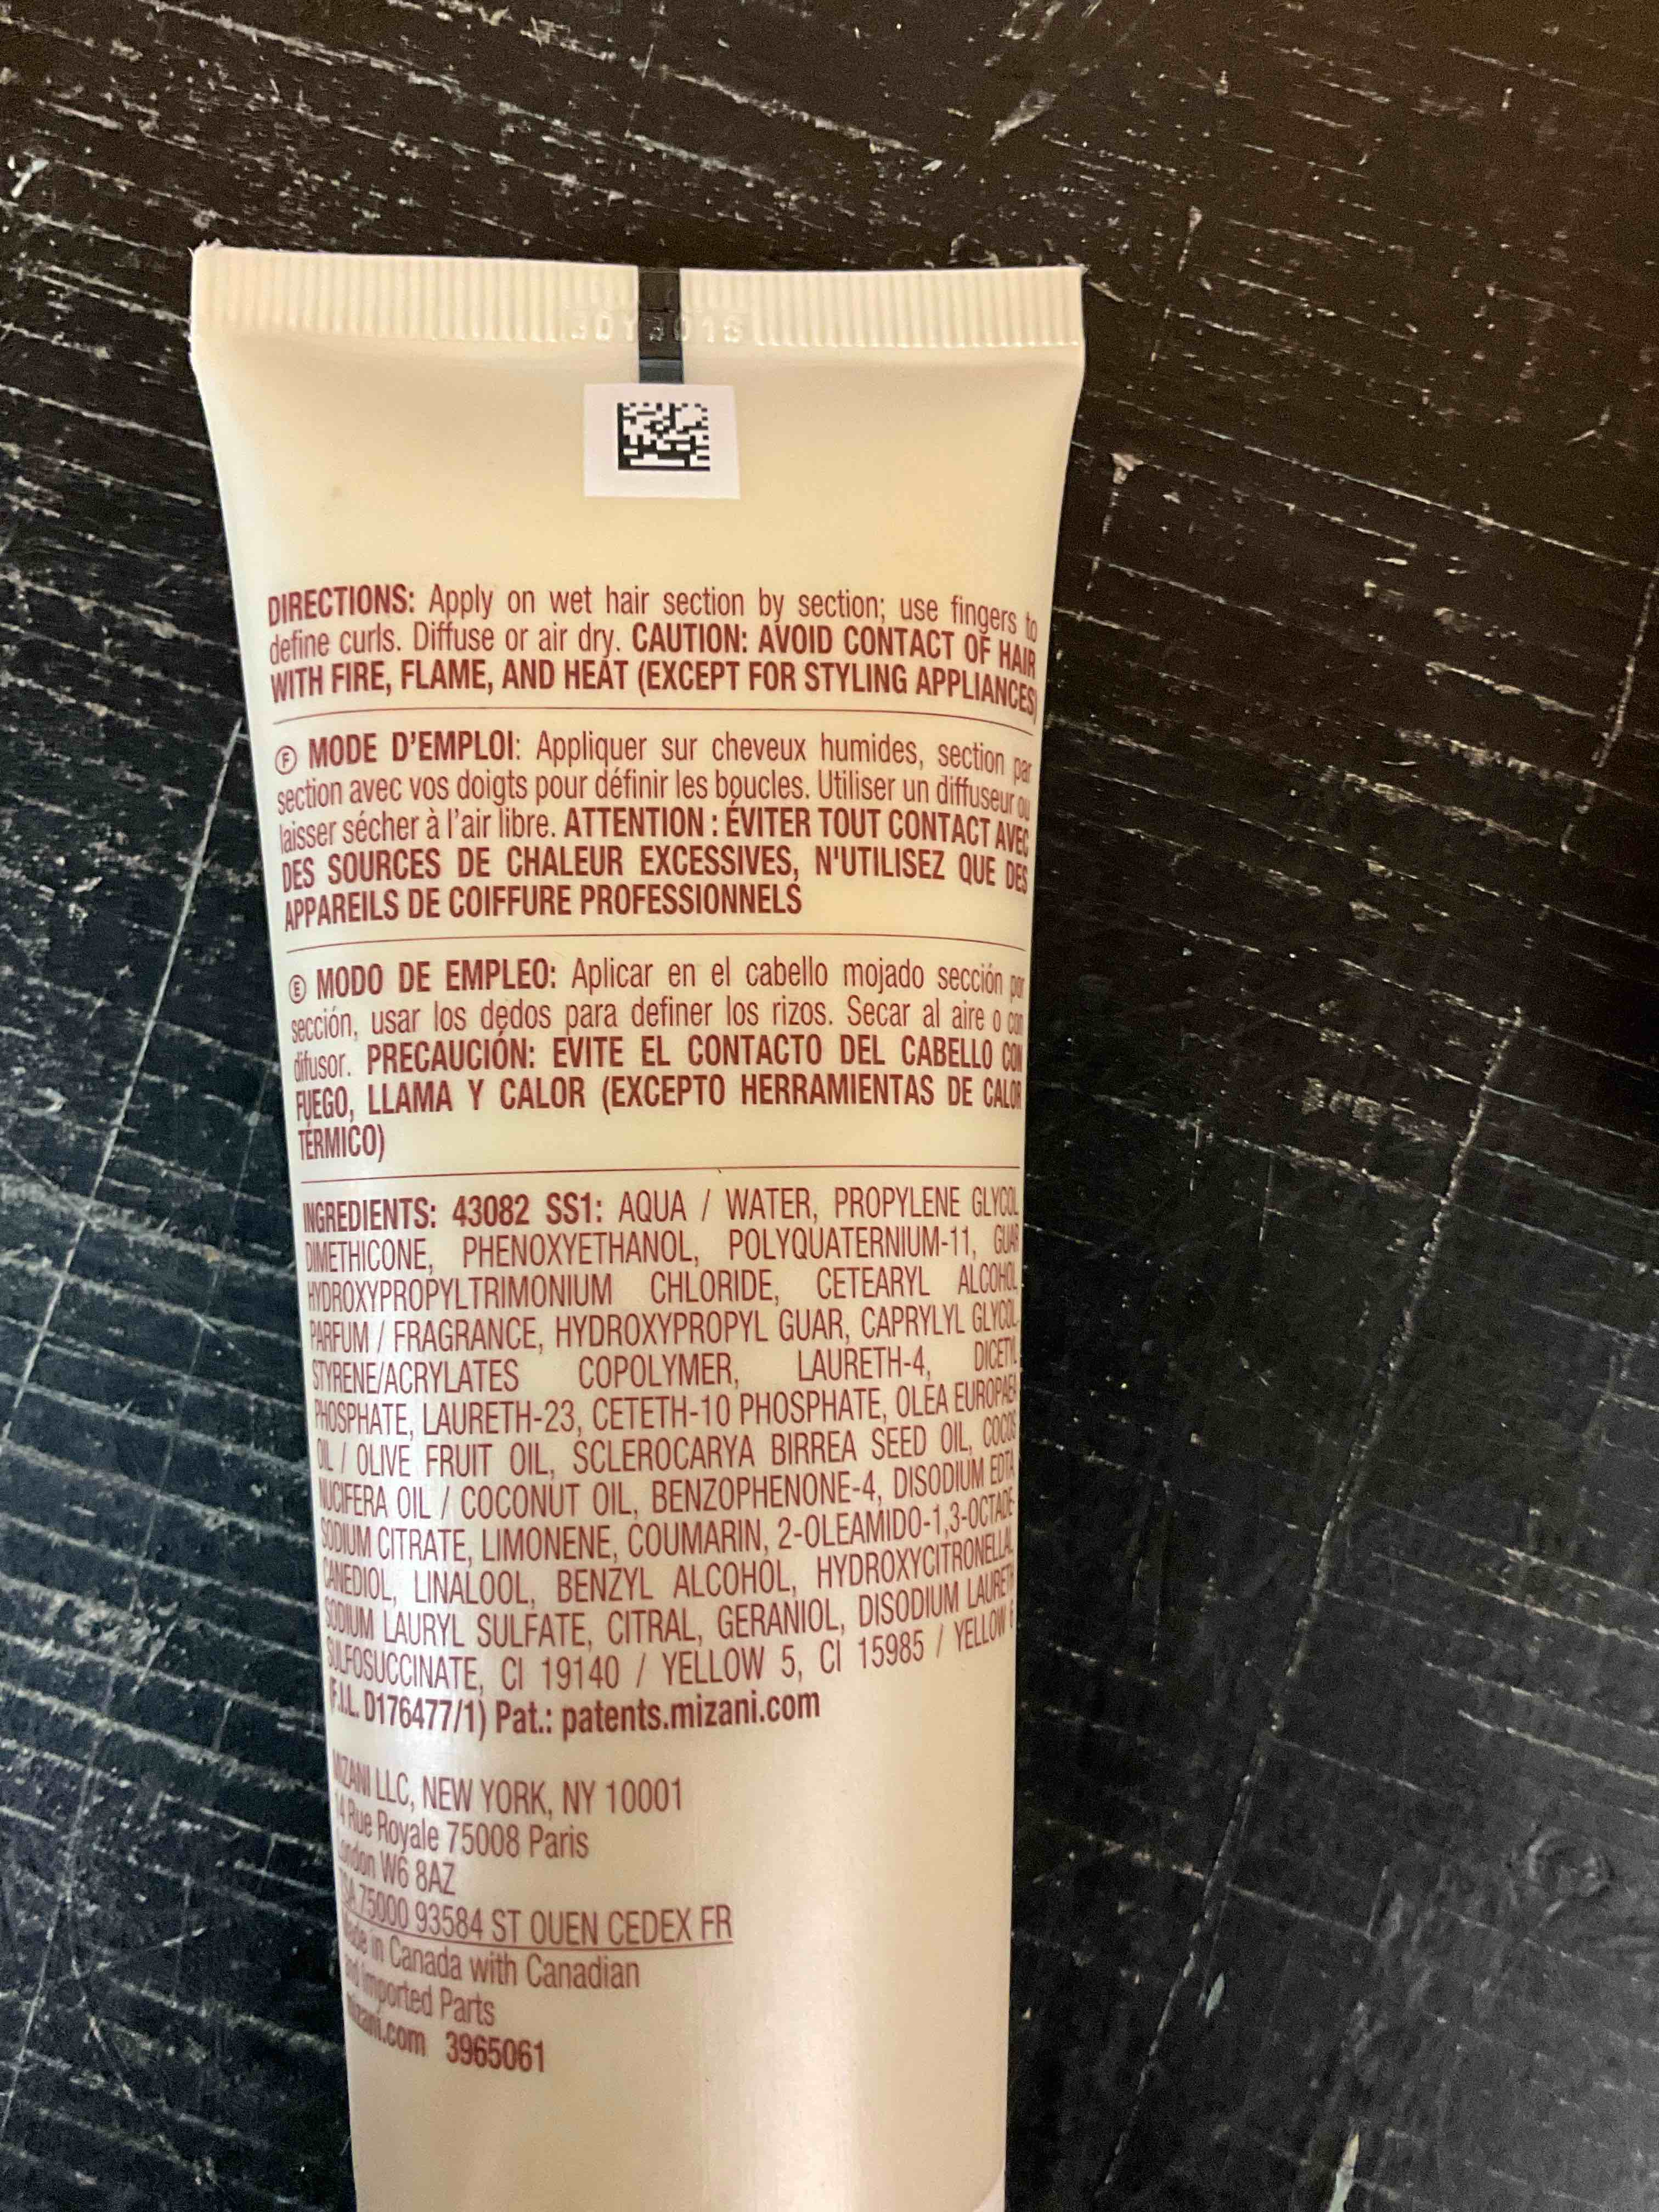 DIRECTIONS: Apply on wet hair section by section; use fingers to
define curls. Diffuse or air dry. CAUTION: AVOID CONTACT OF HAIR
WITH FIRE, FLAME, AND HEAT (EXCEPT FOR STYLING APPLIANCES)
Ⓕ MODE D'EMPLOI: Appliquer sur cheveux humides, section par
section avec vos doigts pour définir les boucles. Utiliser un diffuseur ou
laisser sécher à l'air libre. ATTENTION : ÉVITER TOUT CONTACT AVEC
DES SOURCES DE CHALEUR EXCESSIVES, N'UTILISEZ QUE DES
APPAREILS DE COIFFURE PROFESSIONNELS
Ⓔ MODO DE EMPLEO: Aplicar en el cabello mojado sección por
sección, usar los dedos para definer los rizos. Secar al aire o con
difusor. PRECAUCIÓN: EVITE EL CONTACTO DEL CABELLO CON
FUEGO, LLAMA Y CALOR (EXCEPTO HERRAMIENTAS DE CALOR
TÉRMICO)
INGREDIENTS: 43082 SS1: AQUA / WATER, PROPYLENE GLYCOL
DIMETHICONE, PHENOXYETHANOL, POLYQUATERNIUM-11, GUAR
HYDROXYPROPYLTRIMONIUM CHLORIDE, CETEARYL ALCOHOL
PARFUM / FRAGRANCE, HYDROXYPROPYL GUAR, CAPRYLYL GLYCOL
STYRENE/ACRYLATES COPOLYMER, LAURETH-4, DICETYL
PHOSPHATE, LAURETH-23, CETETH-10 PHOSPHATE, OLEA EUROPAEA
OIL / OLIVE FRUIT OIL, SCLEROCARYA BIRREA SEED OIL, COCOS
NUCIFERA OIL / COCONUT OIL, BENZOPHENONE-4, DISODIUM EDTA
SODIUM CITRATE, LIMONENE, COUMARIN, 2-OLEAMIDO-1,3-OCTADE-
CANEDIOL, LINALOOL, BENZYL ALCOHOL, HYDROXYCITRONELLAL
SODIUM LAURYL SULFATE, CITRAL, GERANIOL, DISODIUM LAURETH
SULFOSUCCINATE, CI 19140 / YELLOW 5, CI 15985 / YELLOW 6
(F.I.L. D176477/1) Pat.: patents.mizani.com
MIZANI LLC, NEW YORK, NY 10001
14 Rue Royale 75008 Paris
London W6 8AZ
TSA 75000 93584 ST OUEN CEDEX FR
Made in Canada with Canadian
and Imported Parts
mizani.com 3965061